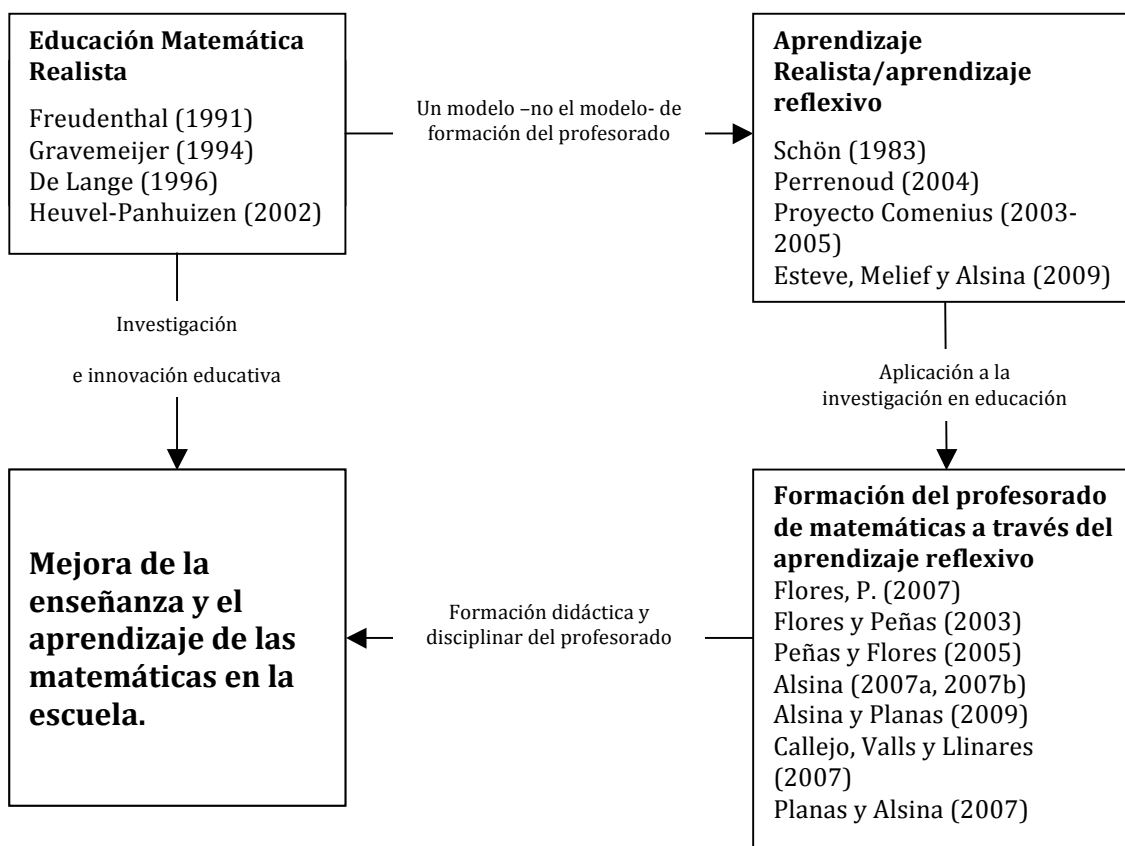 Educación Matemática
Realista
Freudenthal (1991)
Gravemeijer (1994)
De Lange (1996)
Heuvel-Panhuizen (2002)
Un modelo –no el modelo- de
formación del profesorado
Aprendizaje
Realista/aprendizaje
reflexivo
Schön (1983)
Perrenoud (2004)
Proyecto Comenius (2003-
2005)
Esteve, Melief y Alsina (2009)
Investigación
e innovación educativa
Aplicación a la
investigación en educación
Mejora de la
enseñanza y el
aprendizaje de las
matemáticas en la
escuela.
Formación didáctica y
disciplinar del profesorado
Formación del profesorado
de matemáticas a través del
aprendizaje reflexivo
Flores, P. (2007)
Flores y Peñas (2003)
Peñas y Flores (2005)
Alsina (2007a, 2007b)
Alsina y Planas (2009)
Callejo, Valls y Llinares
(2007)
Planas y Alsina (2007)